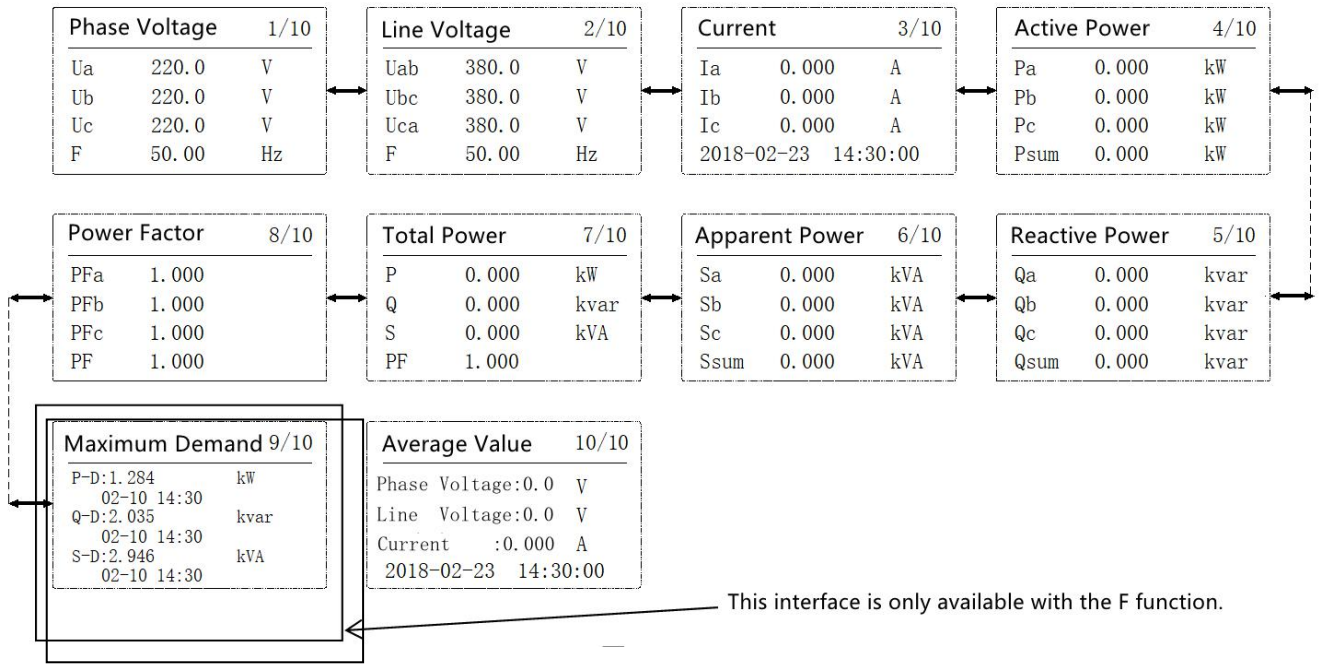 Phase Voltage 1/10
Ua 220.0 V
Ub 220.0 V
Uc 220.0 V
F 50.00 Hz
Line Voltage 2/10
Uab 380.0 V
Ubc 380.0 V
Uca 380.0 V
F 50.00 Hz
Current 3/10
Ia 0.000 A
Ib 0.000 A
Ic 0.000 A
2018-02-23 14:30:00
Active Power 4/10
Pa 0.000 kW
Pb 0.000 kW
Pc 0.000 kW
Psum 0.000 kW
Power Factor 8/10
PFa 1.000
PFb 1.000
PFc 1.000
PF 1.000
Total Power 7/10
P 0.000 kW
Q 0.000 kvar
S 0.000 kVA
PF 1.000
Apparent Power 6/10
Sa 0.000 kVA
Sb 0.000 kVA
Sc 0.000 kVA
Ssum 0.000 kVA
Reactive Power 5/10
Qa 0.000 kvar
Qb 0.000 kvar
Qc 0.000 kvar
Qsum 0.000 kvar
Maximum Demand 9/10
P-D:1.284 kW
02-10 14:30
Q-D:2.035 kvar
02-10 14:30
S-D:2.946 kVA
02-10 14:30
Average Value 10/10
Phase Voltage:0.0 V
Line Voltage:0.0 V
Current :0.000 A
2018-02-23 14:30:00
This interface is only available with the F function.